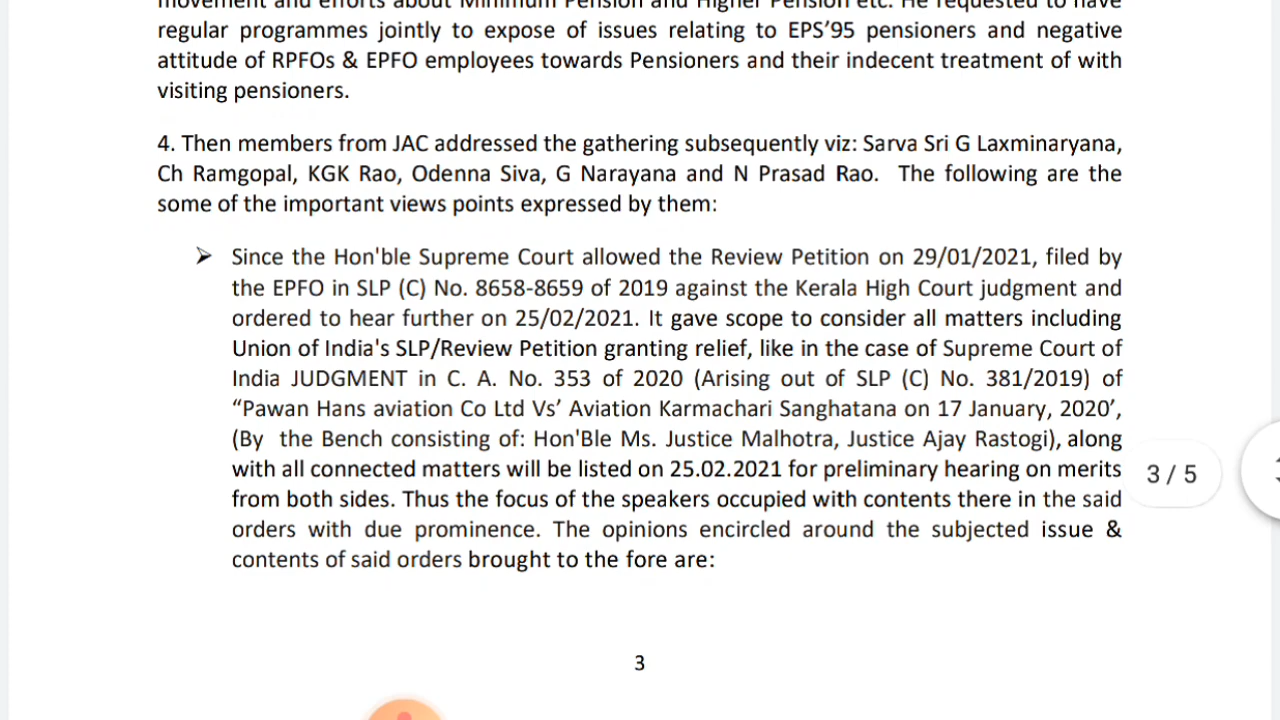 movement and efforts about Minimum Pension and Higher Pension etc. He requested to have
regular programmes jointly to expose of issues relating to EPS’95 pensioners and negative
attitude of RPFOs & EPFO employees towards Pensioners and their indecent treatment of with
visiting pensioners.
4. Then members from JAC addressed the gathering subsequently viz: Sarva Sri G Laxminaryana,
Ch Ramgopal, KGK Rao, Odenna Siva, G Narayana and N Prasad Rao.  The following are the
some of the important views points expressed by them:
➢ Since the Hon'ble Supreme Court allowed the Review Petition on 29/01/2021, filed by
the EPFO in SLP (C) No. 8658-8659 of 2019 against the Kerala High Court judgment and
ordered to hear further on 25/02/2021. It gave scope to consider all matters including
Union of India's SLP/Review Petition granting relief, like in the case of Supreme Court of
India JUDGMENT in C. A. No. 353 of 2020 (Arising out of SLP (C) No. 381/2019) of
“Pawan Hans aviation Co Ltd Vs’ Aviation Karmachari Sanghatana on 17 January, 2020’,
(By  the Bench consisting of: Hon'Ble Ms. Justice Malhotra, Justice Ajay Rastogi), along
with all connected matters will be listed on 25.02.2021 for preliminary hearing on merits
from both sides. Thus the focus of the speakers occupied with contents there in the said
orders with due prominence. The opinions encircled around the subjected issue &
contents of said orders brought to the fore are:
3 / 5
3